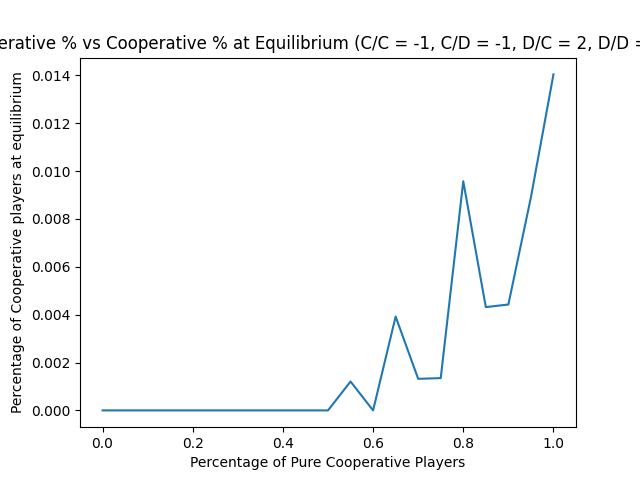 erative % vs Cooperative % at Equilibrium (C/C = -1, C/D = -1, D/C = 2, D/D =
0.014
0.012
0.010
0.008
0.006
0.004
0.002
0.000
Percentage of Cooperative players at equilibrium
0.0 0.2 0.4 0.6 0.8 1.0
Percentage of Pure Cooperative Players